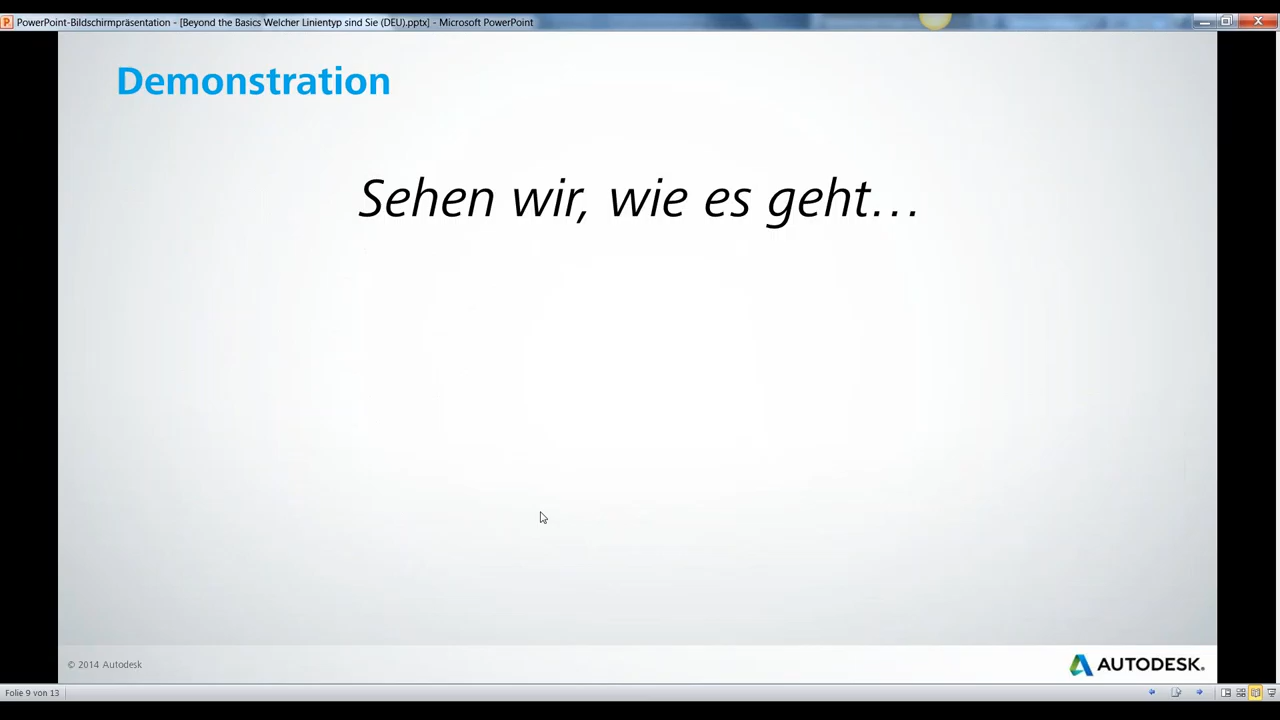 PowerPoint-Bildschirmpräsentation - [Beyond the Basics Welcher Linientyp sind Sie (DEU).pptx] - Microsoft PowerPoint
Demonstration
Sehen wir, wie es geht…
© 2014 Autodesk
AUTODESK.
Folie 9 von 13